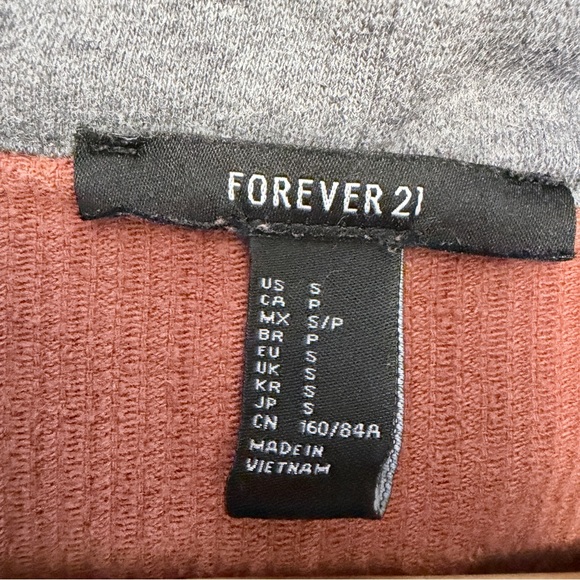 FOREVER 21
US S
CA P
MX S/P
BR P
EU S
UK S
KR S
JP S
CN 160/84A
MADE IN
VIETNAM